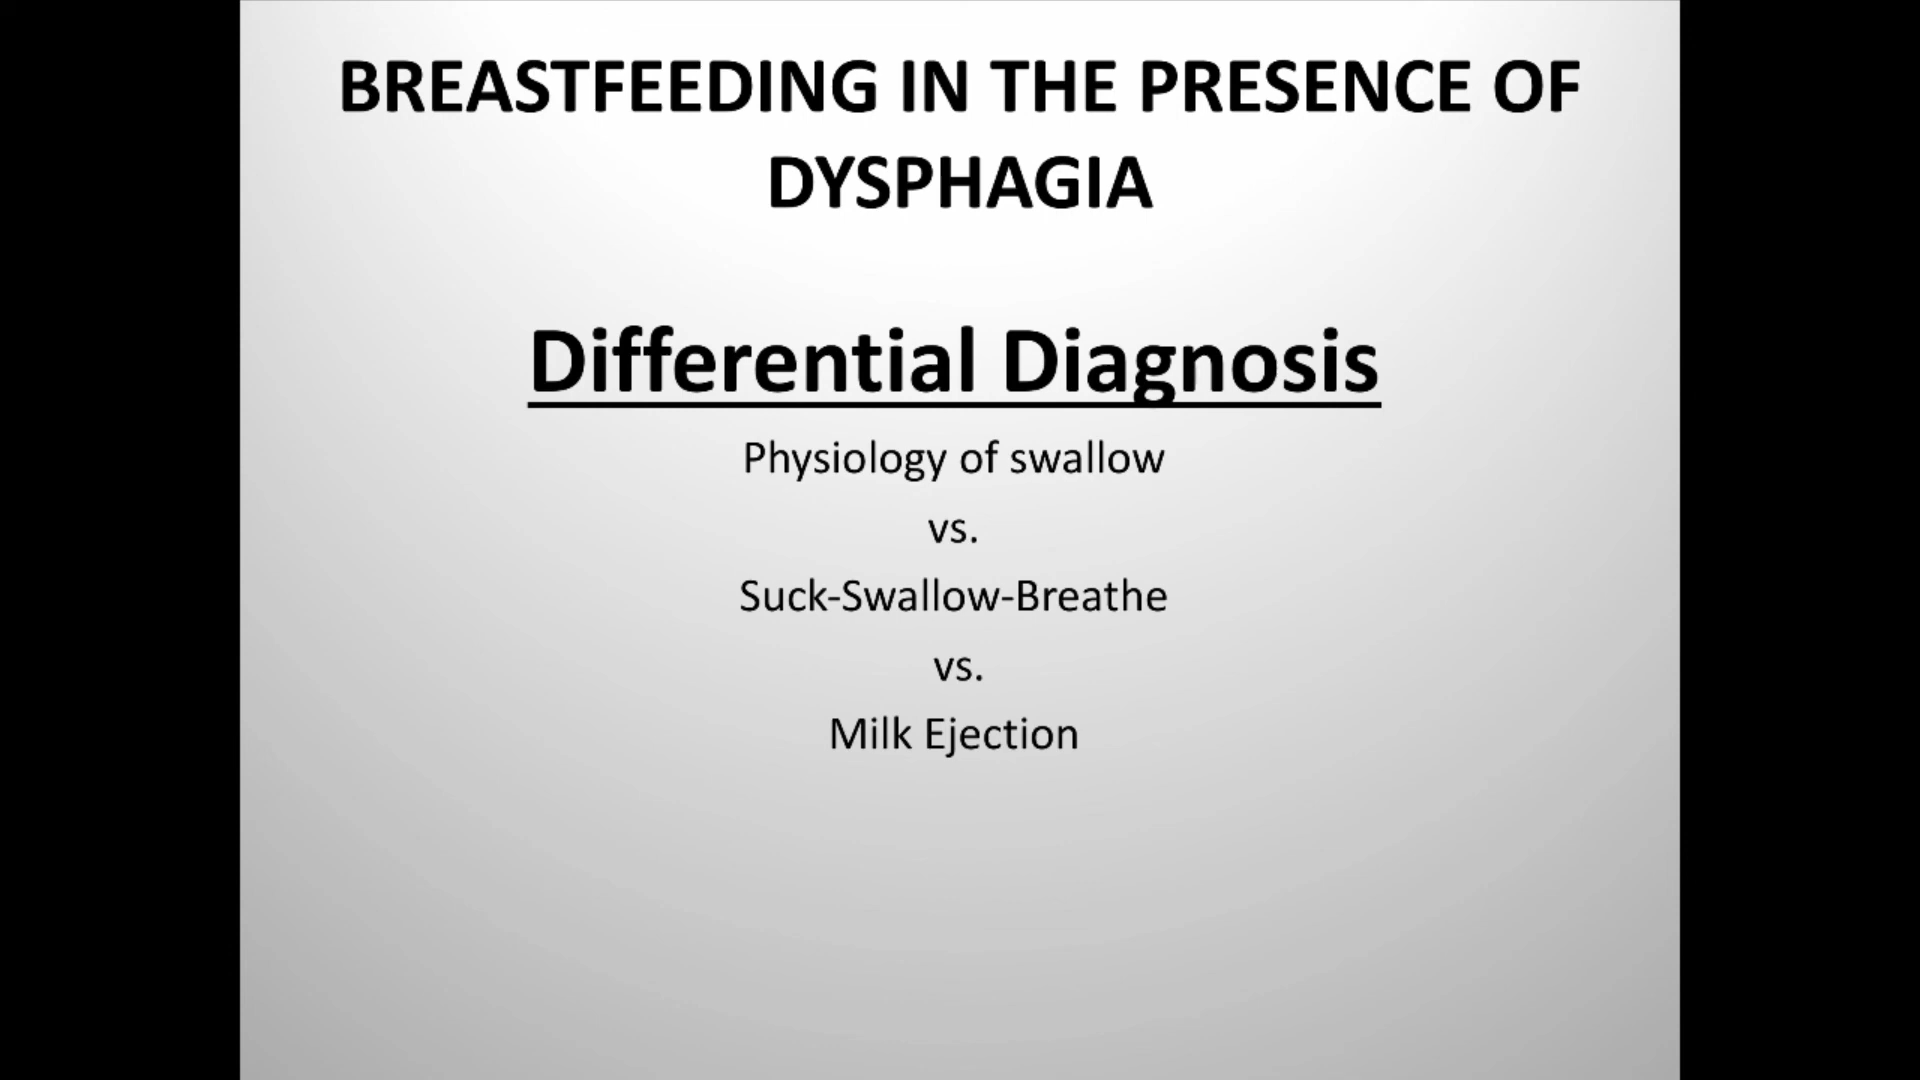 BREASTFEEDING IN THE PRESENCE OF
DYSPHAGIA
Differential Diagnosis
Physiology of swallow
vs.
Suck-Swallow-Breathe
vs.
Milk Ejection